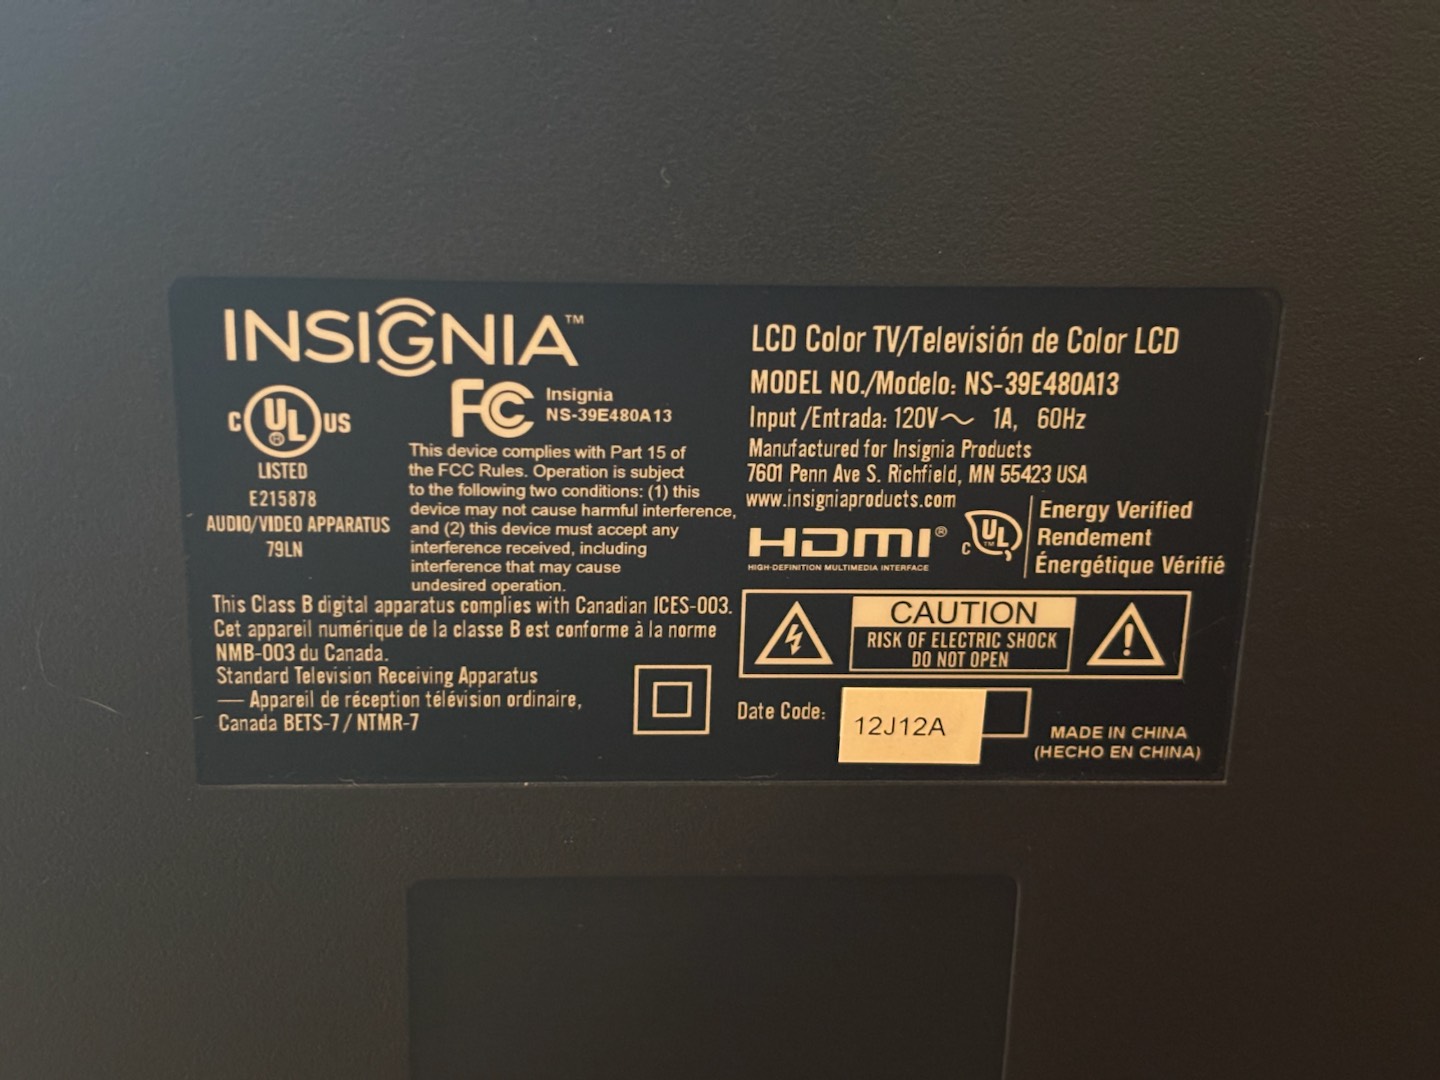 INSIGNIA™
C UL US
LISTED
E215878
AUDIO/VIDEO APPARATUS
79LN
FC Insignia
NS-39E480A13
This device complies with Part 15 of
the FCC Rules. Operation is subject
to the following two conditions: (1) this
device may not cause harmful interference,
and (2) this device must accept any
interference received, including
interference that may cause
undesired operation.
This Class B digital apparatus complies with Canadian ICES-003.
Cet appareil numérique de la classe B est conforme à la norme
NMB-003 du Canada.
Standard Television Receiving Apparatus
— Appareil de réception télévision ordinaire,
Canada BETS-7 / NTMR-7
LCD Color TV/Televisión de Color LCD
MODEL NO./Modelo: NS-39E480A13
Input /Entrada: 120V~ 1A, 60Hz
Manufactured for Insignia Products
7601 Penn Ave S. Richfield, MN 55423 USA
www.insigniaproducts.com
HDMI®
HIGH-DEFINITION MULTIMEDIA INTERFACE
C UL™
Energy Verified
Rendement
Énergétique Vérifié
CAUTION
RISK OF ELECTRIC SHOCK
DO NOT OPEN
Date Code: 12J12A
MADE IN CHINA
(HECHO EN CHINA)